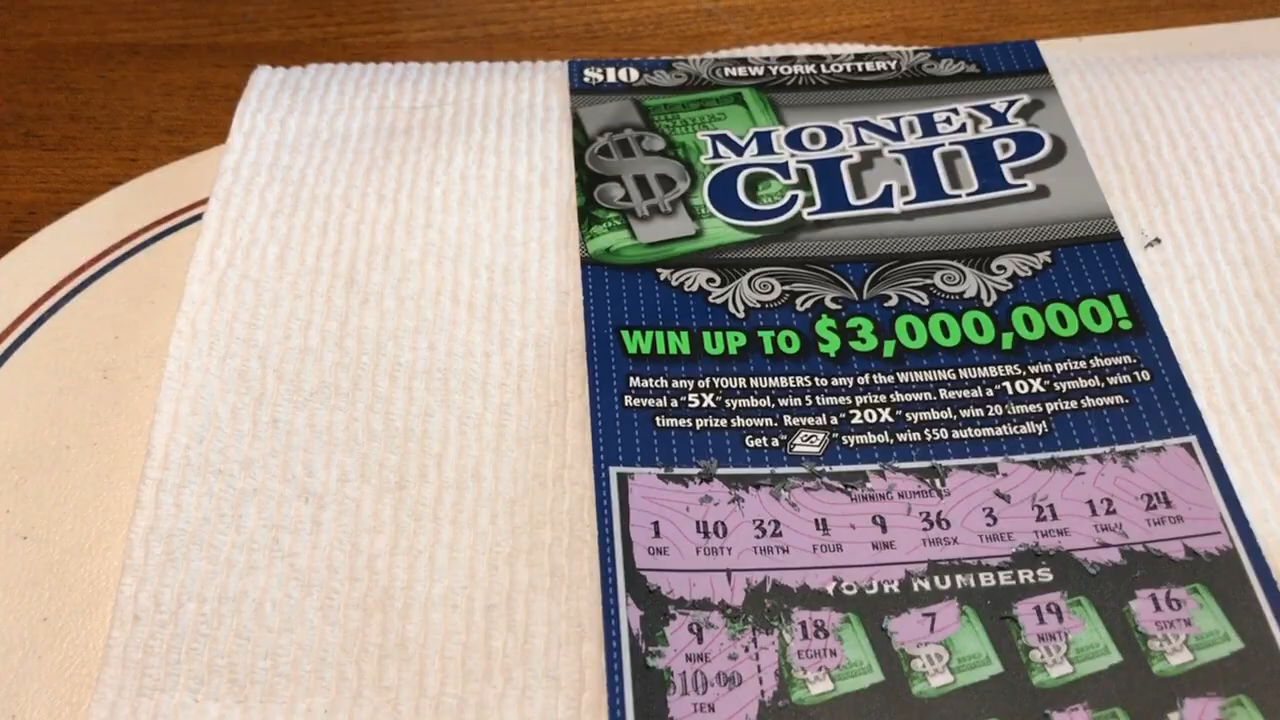 $10 NEW YORK LOTTERY
$ MONEY
CLIP
WIN UP TO $3,000,000!
Match any of YOUR NUMBERS to any of the WINNING NUMBERS, win prize shown.
Reveal a "5X" symbol, win 5 times prize shown. Reveal a "10X" symbol, win 10
times prize shown. Reveal a "20X" symbol, win 20 times prize shown.
Get a " " symbol, win $50 automatically!
WINNING NUMBERS
1 40 32 4 9 36 3 21 12 24
ONE FORTY THRTW FOUR NINE THRSX THREE TWONE TWLV TWFOR
YOUR NUMBERS
9 18 7 19 16
NINE EGHTN NINT SIXTN
$10.00
TEN